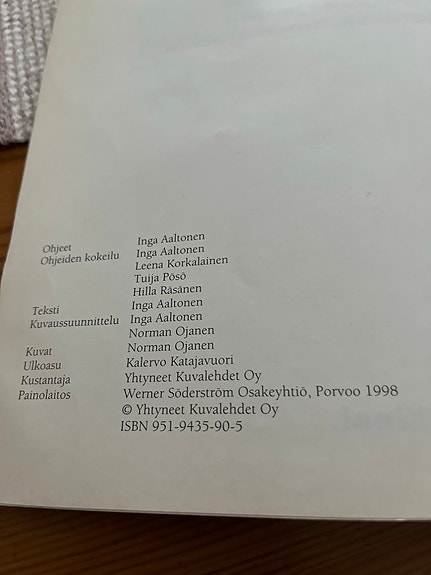 Ohjeet Inga Aaltonen
Ohjeiden kokeilu Inga Aaltonen
Leena Korkalainen
Tuija Pösö
Hilla Räsänen
Teksti Inga Aaltonen
Kuvaussuunnittelu Inga Aaltonen
Norman Ojanen
Kuvat Norman Ojanen
Ulkoasu Kalervo Katajavuori
Kustantaja Yhtyneet Kuvalehdet Oy
Painolaitos Werner Söderström Osakeyhtiö, Porvoo 1998
© Yhtyneet Kuvalehdet Oy
ISBN 951-9435-90-5